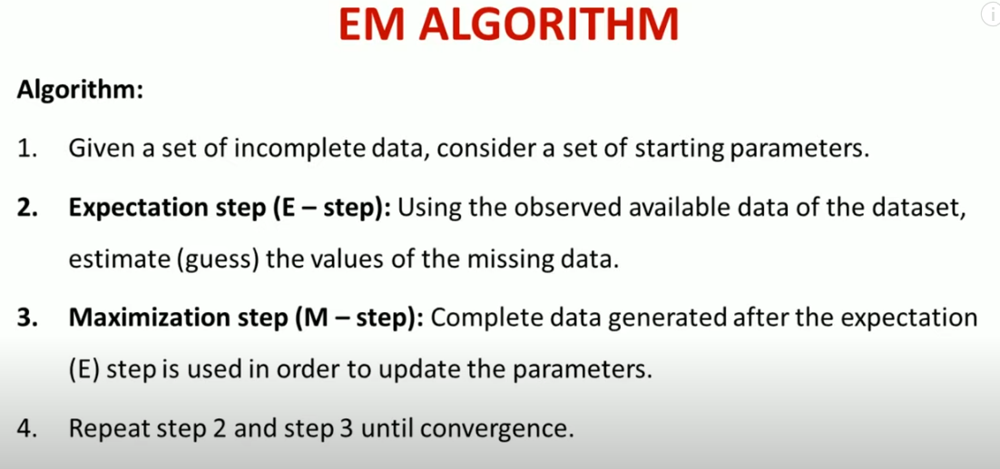 EM ALGORITHM
i
Algorithm:
1. Given a set of incomplete data, consider a set of starting parameters.
2. Expectation step (E – step): Using the observed available data of the dataset,
estimate (guess) the values of the missing data.
3. Maximization step (M – step): Complete data generated after the expectation
(E) step is used in order to update the parameters.
4. Repeat step 2 and step 3 until convergence.